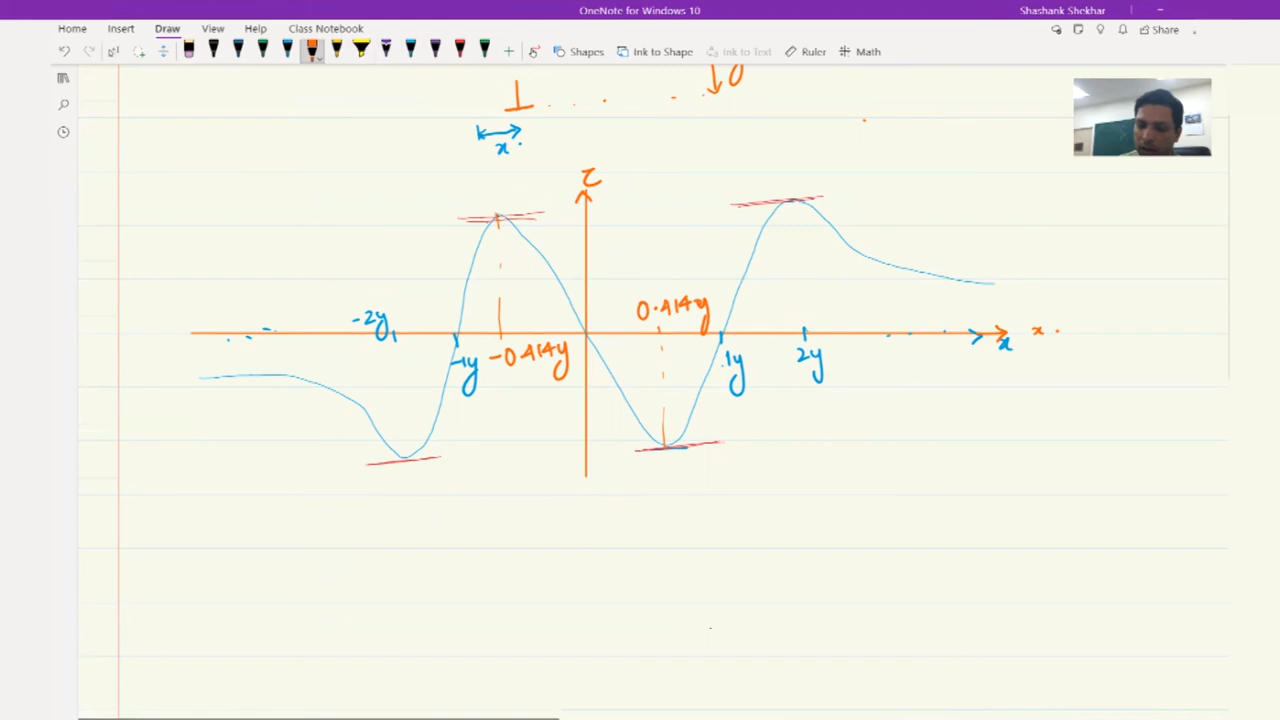 OneNote for Windows 10
Shashank Shekhar
Home Insert Draw View Help Class Notebook
Share
Shapes Ink to Shape Ink to Text Ruler Math
⊥
x
τ
-2y
0.414y
x
-1y
-0.414y
1y
2y
x